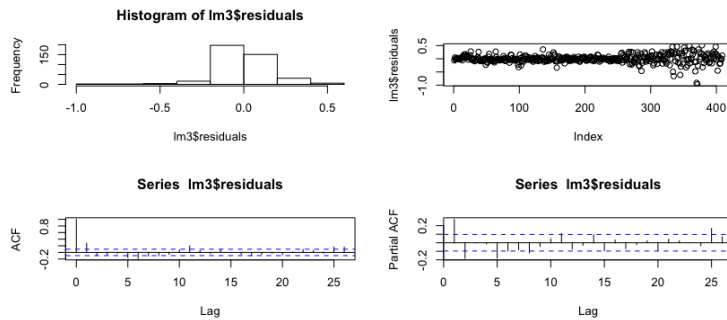 Histogram of lm3$residuals
Frequency
0 150
-1.0 -0.5 0.0 0.5
lm3$residuals
lm3$residuals
-1.0 0.5
0 100 200 300 400
Index
Series lm3$residuals
ACF
-0.2 0.8
0 5 10 15 20 25
Lag
Series lm3$residuals
Partial ACF
-0.2 0.2
0 5 10 15 20 25
Lag